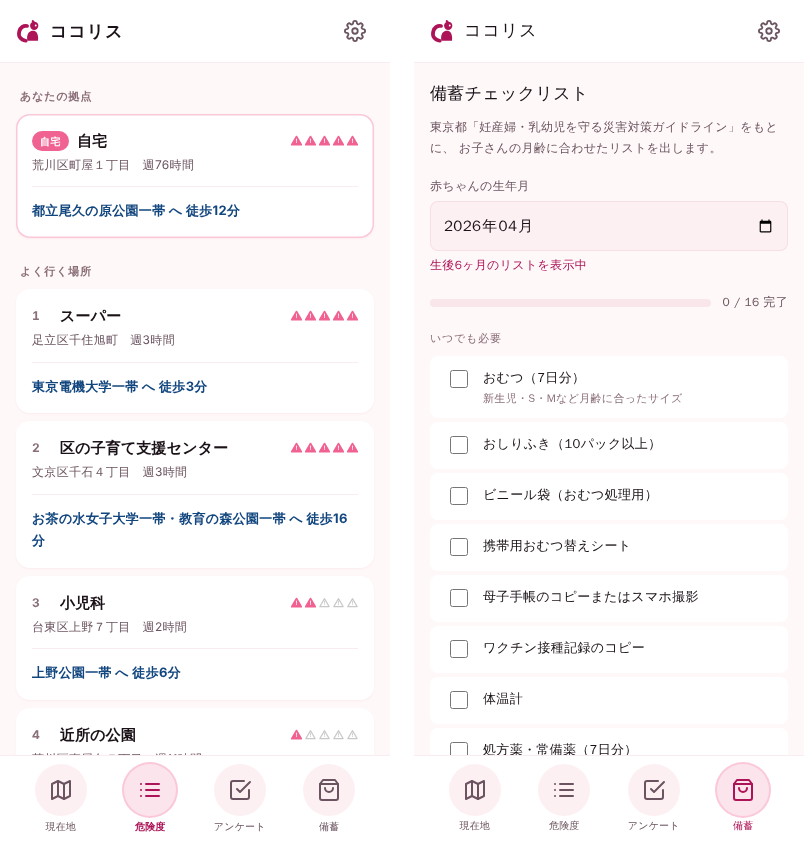 ココリス
あなたの拠点
自宅 自宅
荒川区町屋１丁目　週76時間
都立尾久の原公園一帯 へ 徒歩12分
よく行く場所
1 スーパー
足立区千住旭町　週3時間
東京電機大学一帯 へ 徒歩3分
2 区の子育て支援センター
文京区千石４丁目　週3時間
お茶の水女子大学一帯・教育の森公園一帯 へ 徒歩16
分
3 小児科
台東区上野７丁目　週2時間
上野公園一帯 へ 徒歩6分
4 近所の公園
現在地 危険度 アンケート 備蓄
ココリス
備蓄チェックリスト
東京都「妊産婦・乳幼児を守る災害対策ガイドライン」をもと
に、 お子さんの月齢に合わせたリストを出します。
赤ちゃんの生年月
2026年04月
生後6ヶ月のリストを表示中
0 / 16 完了
いつでも必要
おむつ（7日分）
新生児・S・Mなど月齢に合ったサイズ
おしりふき（10パック以上）
ビニール袋（おむつ処理用）
携帯用おむつ替えシート
母子手帳のコピーまたはスマホ撮影
ワクチン接種記録のコピー
体温計
処方薬・常備薬（7日分）
現在地 危険度 アンケート 備蓄